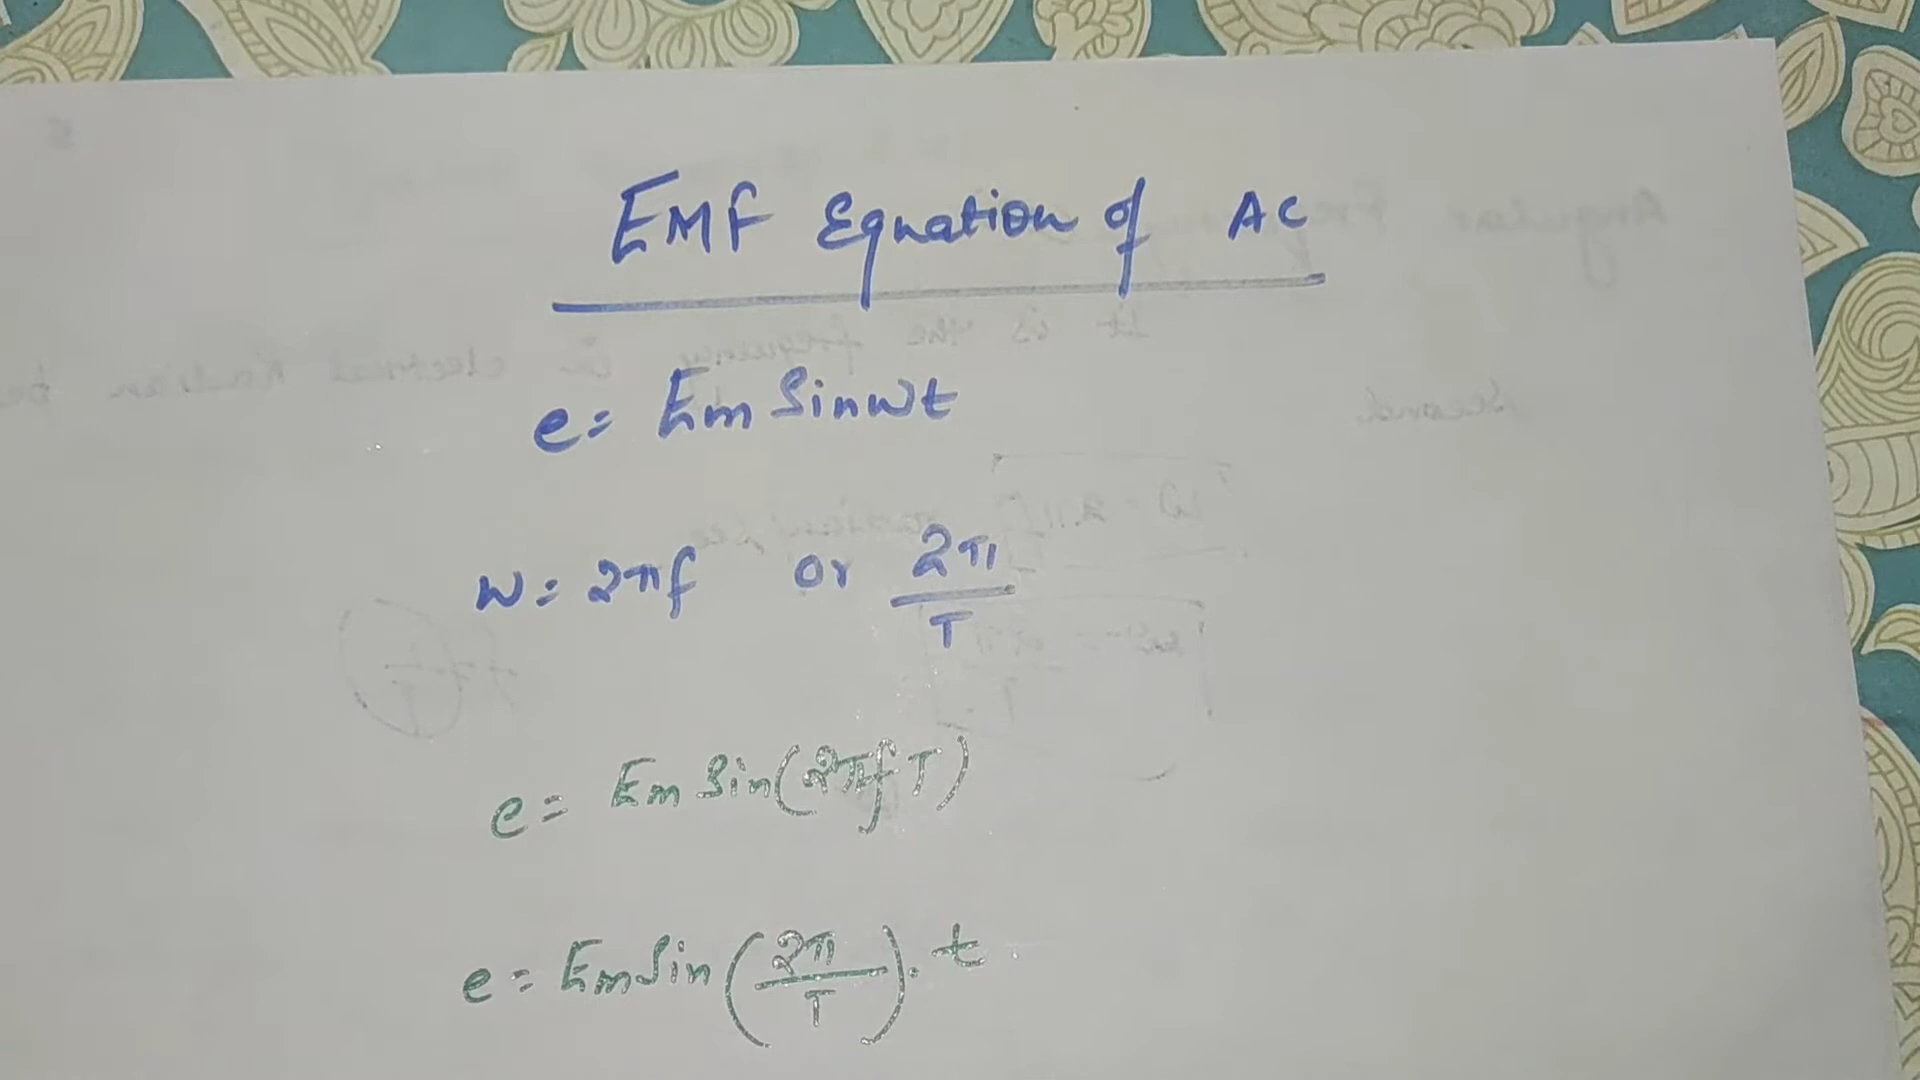 EMF Equation of AC
e = Em Sinwt
w = 2πf or 2π/T
e = Em Sin(2πfT)
e = Em Sin(2π/T).t